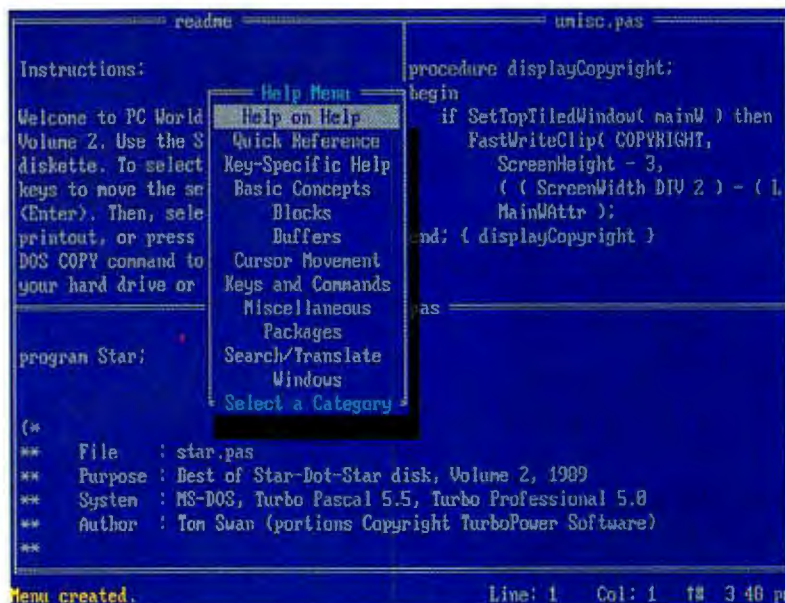 readme
umisc.pas
Instructions:
Welcome to PC World
Volume 2. Use the S
diskette. To select
keys to move the se
(Enter). Then, sele
printout, or press
DOS COPY command to
your hard drive or
procedure displayCopyright;
begin
if SetTopTiledWindow( mainW ) then
FastWriteClip( COPYRIGHT,
ScreenHeight - 3,
( ( ScreenWidth DIV 2 ) - ( L
MainWAttr );
end; { displayCopyright }
Help Menu
Help on Help
Quick Reference
Key-Specific Help
Basic Concepts
Blocks
Buffers
Cursor Movement
Keys and Commands
Miscellaneous
Packages
Search/Translate
Windows
Select a Category
pas
program Star;
(*
** File : star.pas
** Purpose : Best of Star-Dot-Star disk, Volume 2, 1989
** System : MS-DOS, Turbo Pascal 5.5, Turbo Professional 5.0
** Author : Tom Swan (portions Copyright TurboPower Software)
**
Menu created.
Line: 1 Col: 1 3 48 p